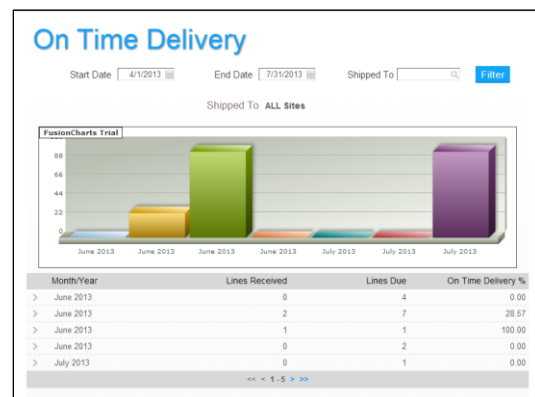 On Time Delivery
Start Date 4/1/2013 End Date 7/31/2013 Shipped To Filter
Shipped To ALL Sites
FusionCharts Trial
88
66
44
22
0
June 2013 June 2013 June 2013 June 2013 July 2013 July 2013 July 2013
Month/Year Lines Received Lines Due On Time Delivery %
> June 2013 0 4 0.00
> June 2013 2 7 28.57
> June 2013 1 1 100.00
> June 2013 0 2 0.00
> July 2013 0 1 0.00
<< < 1-5 > >>